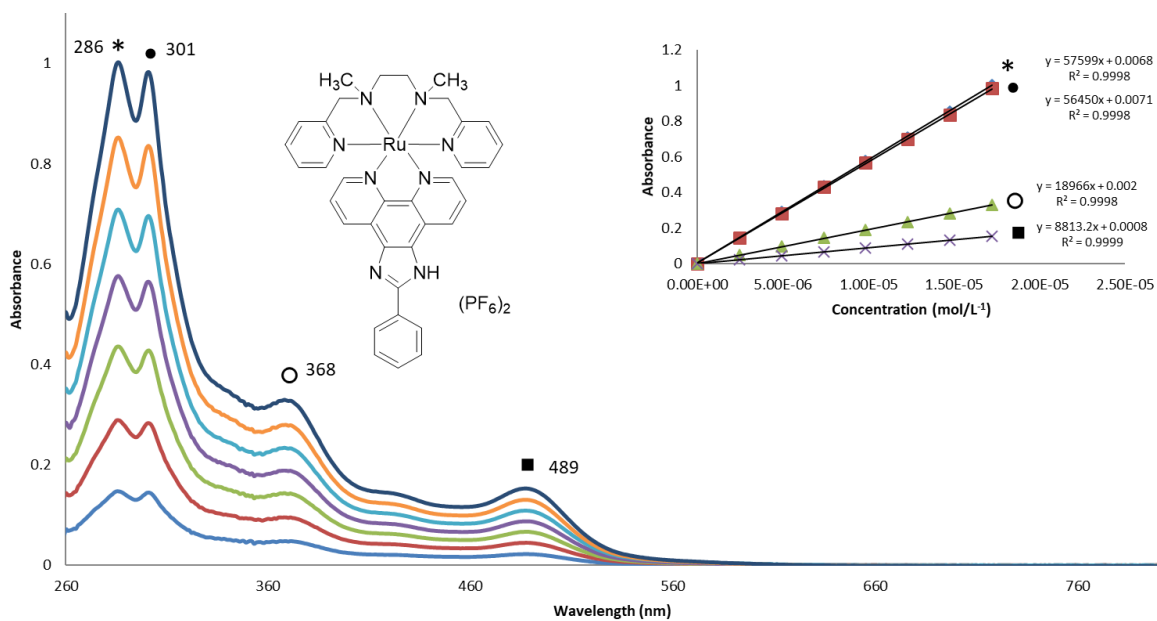 286 * ● 301
1
0.8
0.6
0.4
0.2
0
Absorbance
260
360
460
560
660
760
Wavelength (nm)
○ 368
■ 489
H₃C
CH₃
N
N
N
N
Ru
N
N
N
NH
(PF₆)₂
1.2
1
0.8
0.6
0.4
0.2
0
Absorbance
0.00E+00
5.00E-06
1.00E-05
1.50E-05
2.00E-05
2.50E-05
Concentration (mol/L⁻¹)
*
y = 57599x + 0.0068
R² = 0.9998
●
y = 56450x + 0.0071
R² = 0.9998
○
y = 18966x + 0.002
R² = 0.9998
■
y = 8813.2x + 0.0008
R² = 0.9999